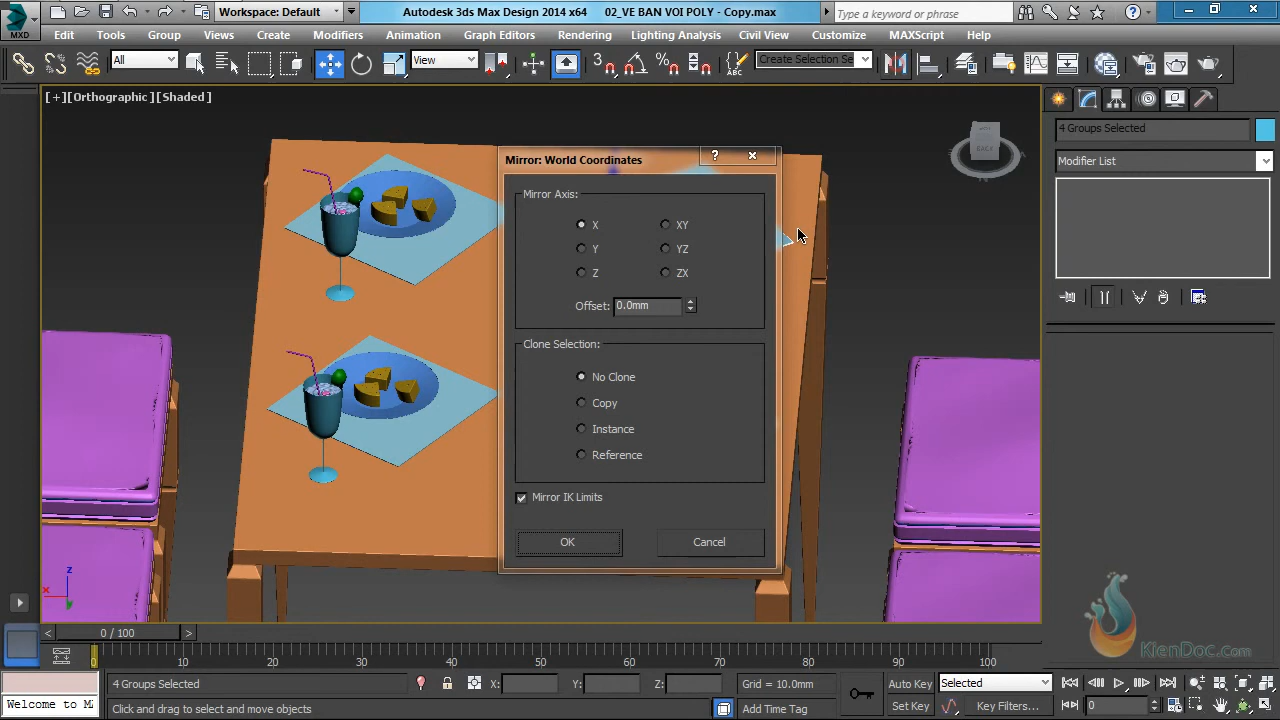 MXD
Workspace: Default
Autodesk 3ds Max Design 2014 x64 02_VE BAN VOI POLY - Copy.max
Type a keyword or phrase
Edit Tools Group Views Create Modifiers Animation Graph Editors Rendering Lighting Analysis Civil View Customize MAXScript Help
All View Create Selection Se
[+][Orthographic][Shaded]
4 Groups Selected
Modifier List
Mirror: World Coordinates
Mirror Axis:
X XY
Y YZ
Z ZX
Offset: 0.0mm
Clone Selection:
No Clone
Copy
Instance
Reference
Mirror IK Limits
OK Cancel
z
x
y
KienDoc.Com
< 0 / 100 >
0 10 20 30 40 50 60 70 80 90 100
4 Groups Selected X: Y: Z: Grid = 10.0mm Auto Key Selected
Welcome to M Click and drag to select and move objects Add Time Tag Set Key Key Filters... 0